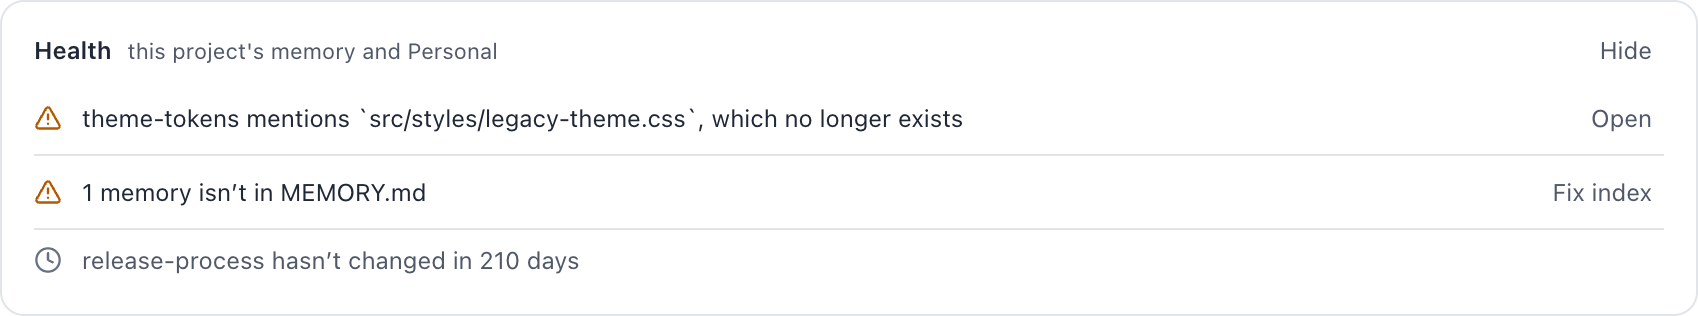 Health this project's memory and Personal Hide
theme-tokens mentions `src/styles/legacy-theme.css`, which no longer exists Open
1 memory isn’t in MEMORY.md Fix index
release-process hasn’t changed in 210 days